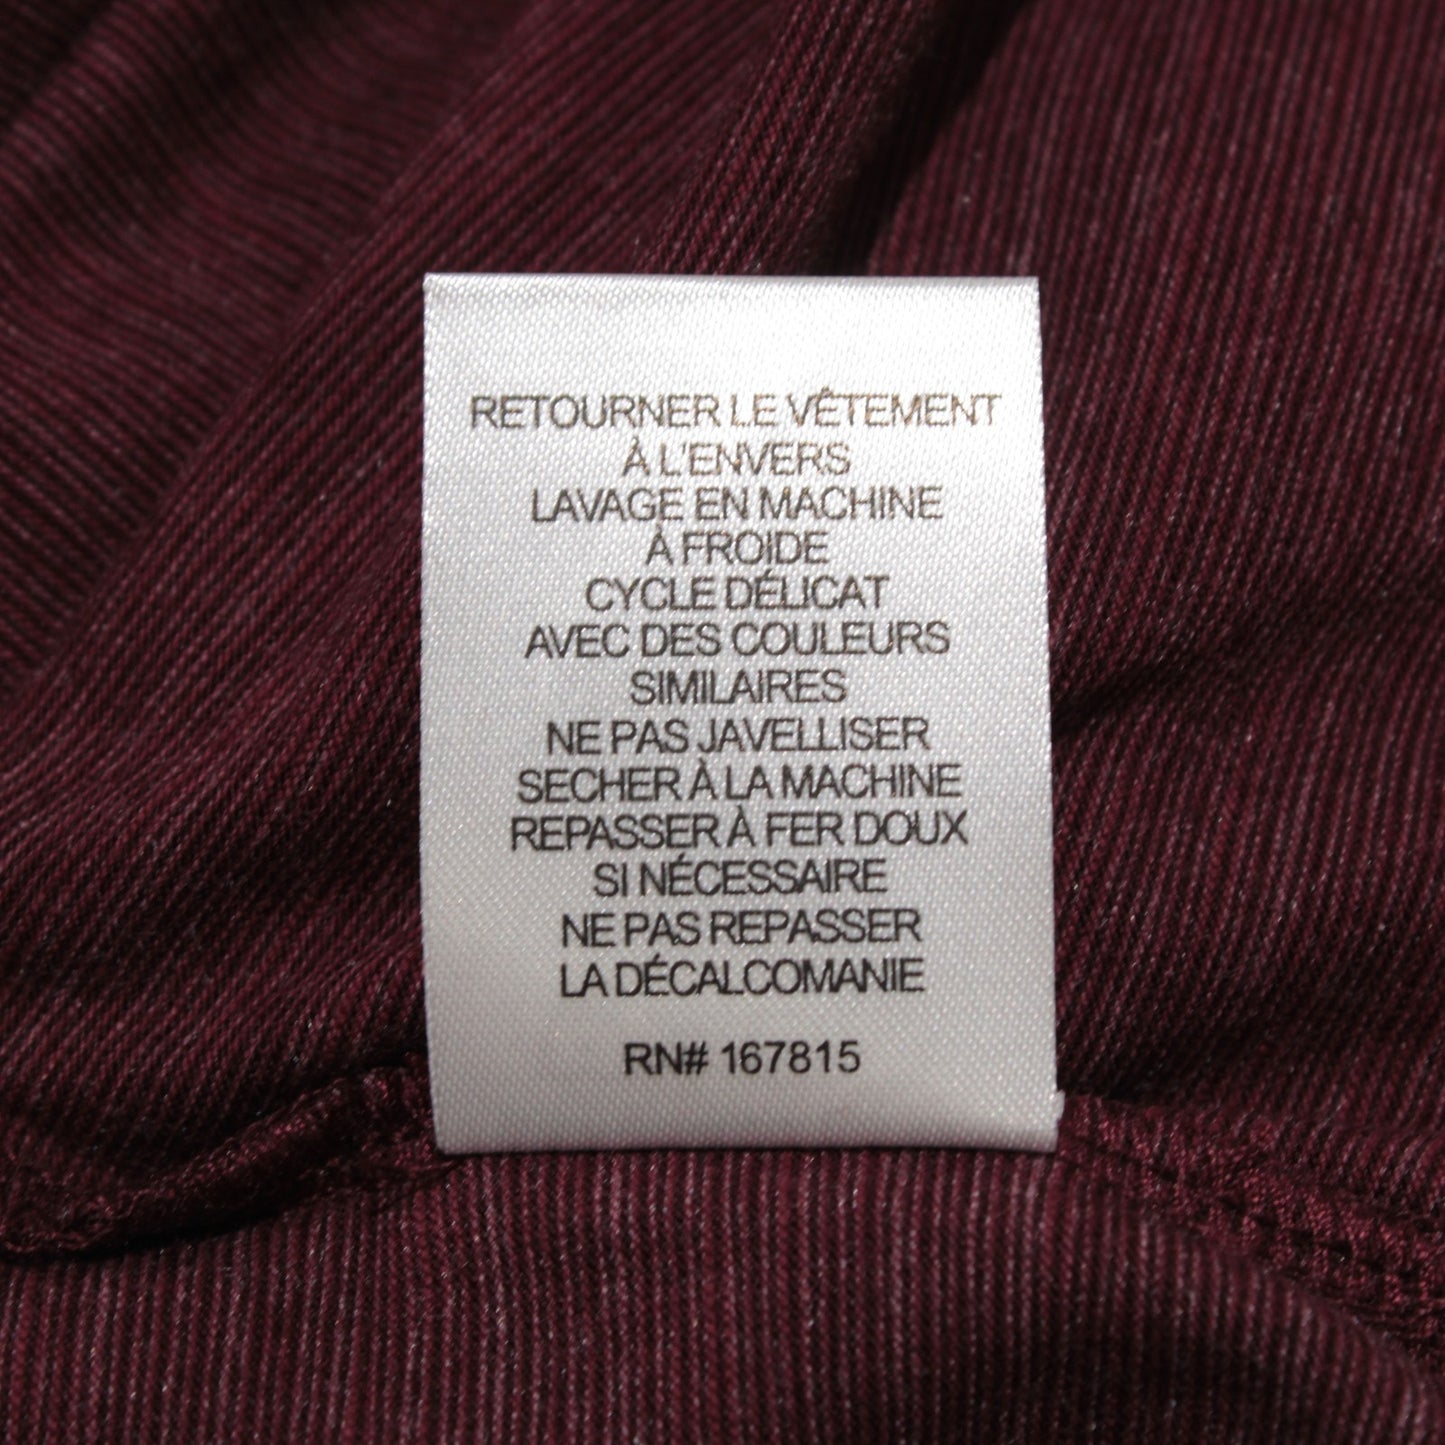 RETOURNER LE VÊTEMENT
À L'ENVERS
LAVAGE EN MACHINE
À FROIDE
CYCLE DÉLICAT
AVEC DES COULEURS
SIMILAIRES
NE PAS JAVELLISER
SECHER À LA MACHINE
REPASSER À FER DOUX
SI NÉCESSAIRE
NE PAS REPASSER
LA DÉCALCOMANIE
RN# 167815